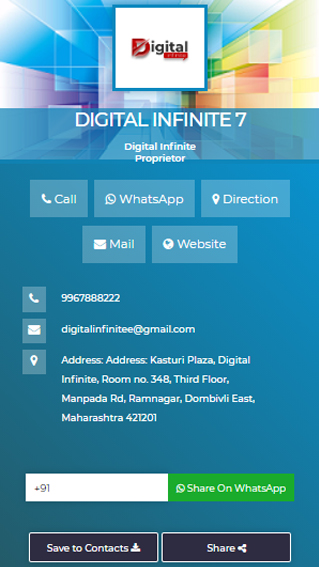 Digital
DIGITAL INFINITE 7
Digital Infinite
Proprietor
Call
WhatsApp
Direction
Mail
Website
9967888222
digitalinfinitee@gmail.com
Address: Address: Kasturi Plaza, Digital
Infinite, Room no. 348, Third Floor,
Manpada Rd, Ramnagar, Dombivli East,
Maharashtra 421201
+91
Share On WhatsApp
Save to Contacts
Share